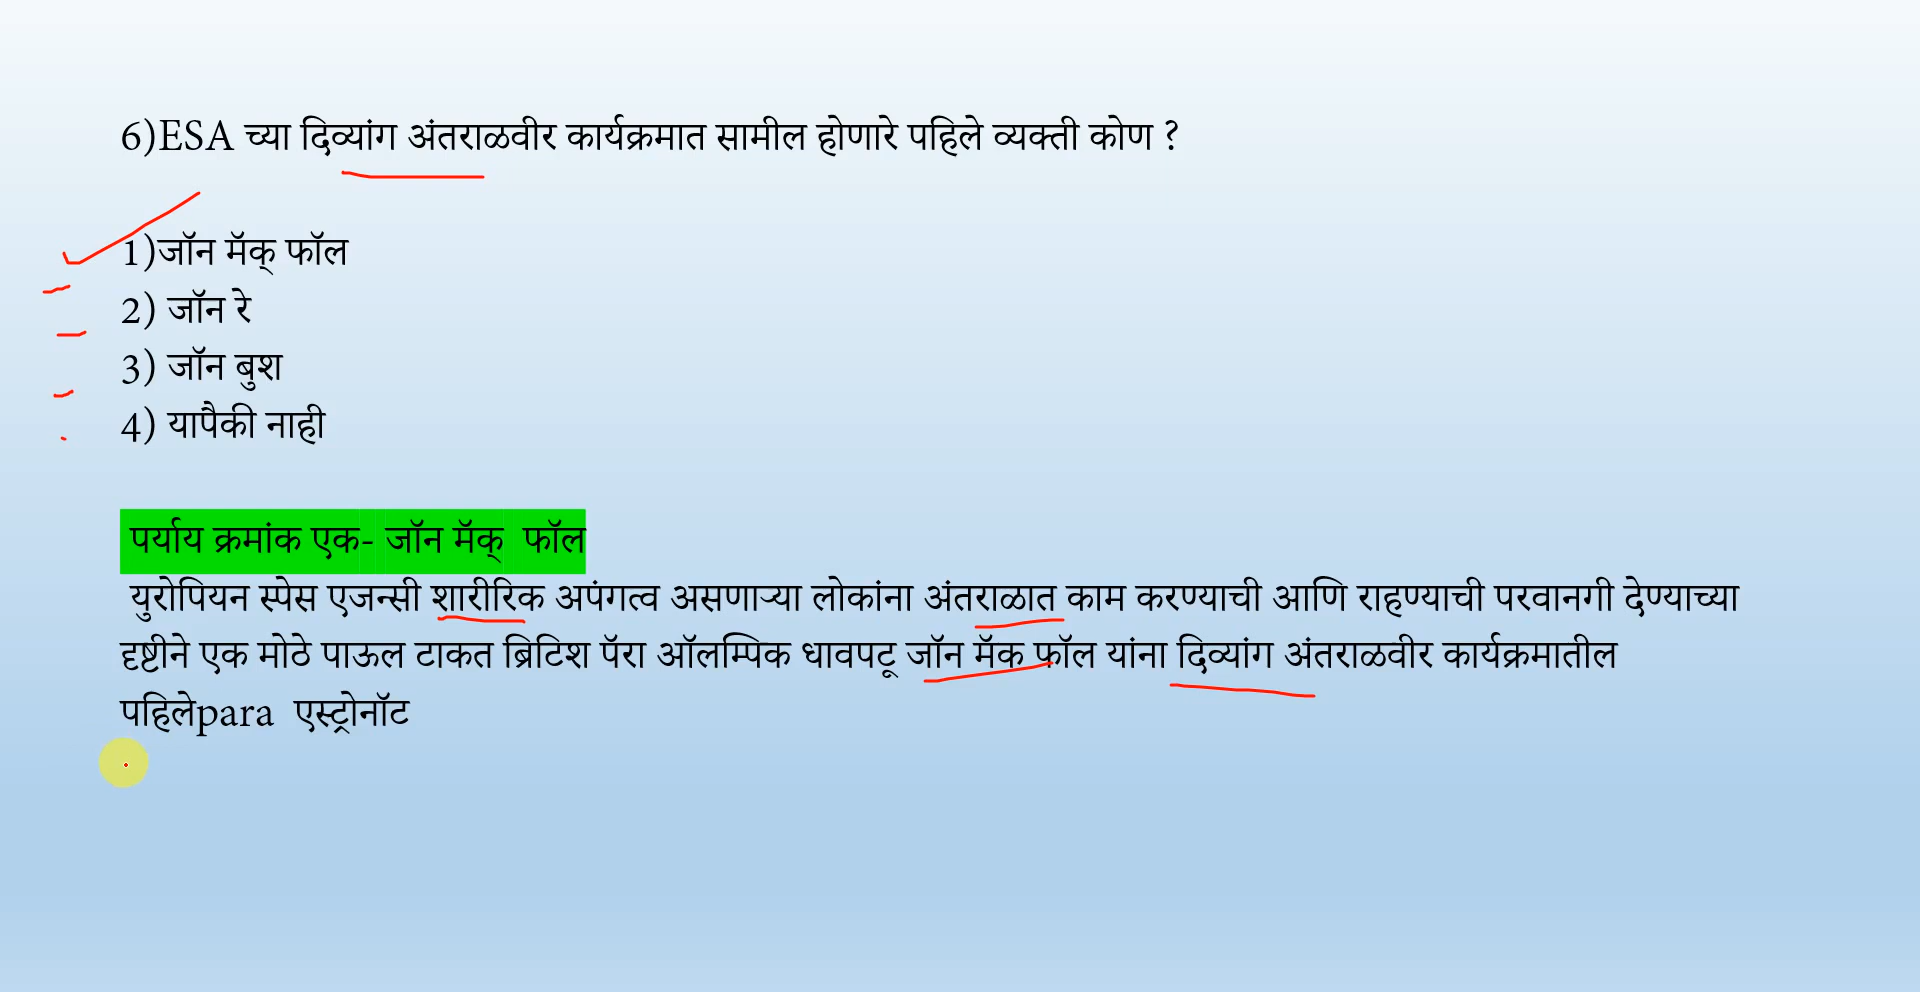 6)ESA च्या दिव्यांग अंतराळवीर कार्यक्रमात सामील होणारे पहिले व्यक्ती कोण ?
1)जॉन मॅक् फॉल
2) जॉन रे
3) जॉन बुश
4) यापैकी नाही
पर्याय क्रमांक एक- जॉन मॅक् फॉल
युरोपियन स्पेस एजन्सी शारीरिक अपंगत्व असणाऱ्या लोकांना अंतराळात काम करण्याची आणि राहण्याची परवानगी देण्याच्या
दृष्टीने एक मोठे पाऊल टाकत ब्रिटिश पॅरा ऑलम्पिक धावपटू जॉन मॅक फॉल यांना दिव्यांग अंतराळवीर कार्यक्रमातील
पहिलेpara एस्ट्रोनॉट